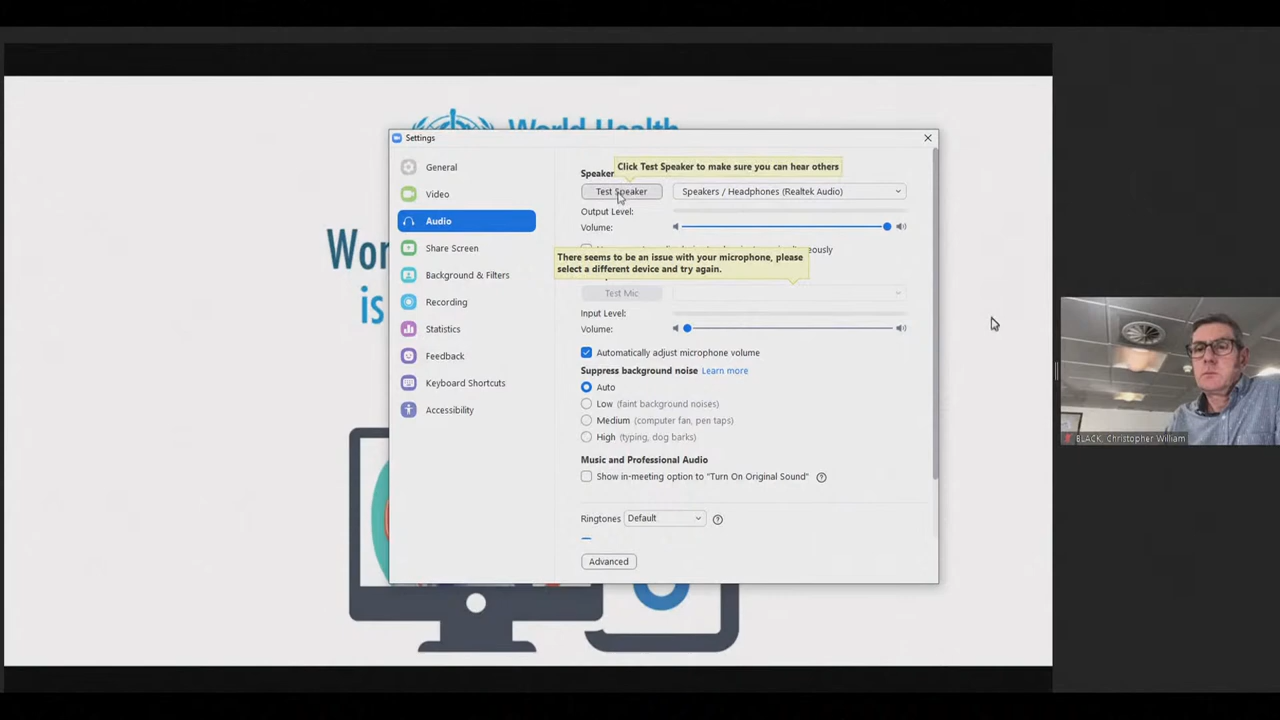 World Health
Wor
is
Settings
General
Video
Audio
Share Screen
Background & Filters
Recording
Statistics
Feedback
Keyboard Shortcuts
Accessibility
Click Test Speaker to make sure you can hear others
Speaker
Test Speaker
Speakers / Headphones (Realtek Audio)
Output Level:
Volume:
There seems to be an issue with your microphone, please
select a different device and try again.
Test Mic
Input Level:
Volume:
Automatically adjust microphone volume
Suppress background noise Learn more
Auto
Low (faint background noises)
Medium (computer fan, pen taps)
High (typing, dog barks)
Music and Professional Audio
Show in-meeting option to "Turn On Original Sound" ?
Ringtones Default ?
Advanced
BLACK, Christopher William